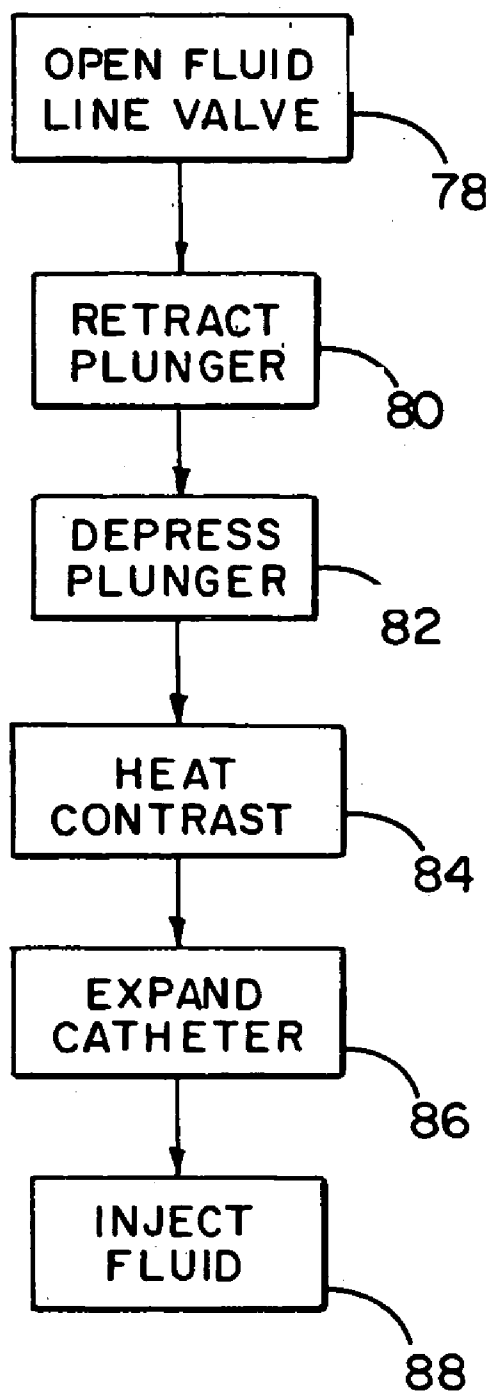 OPEN FLUID
LINE VALVE
78
RETRACT
PLUNGER
80
DEPRESS
PLUNGER
82
HEAT
CONTRAST
84
EXPAND
CATHETER
86
INJECT
FLUID
88